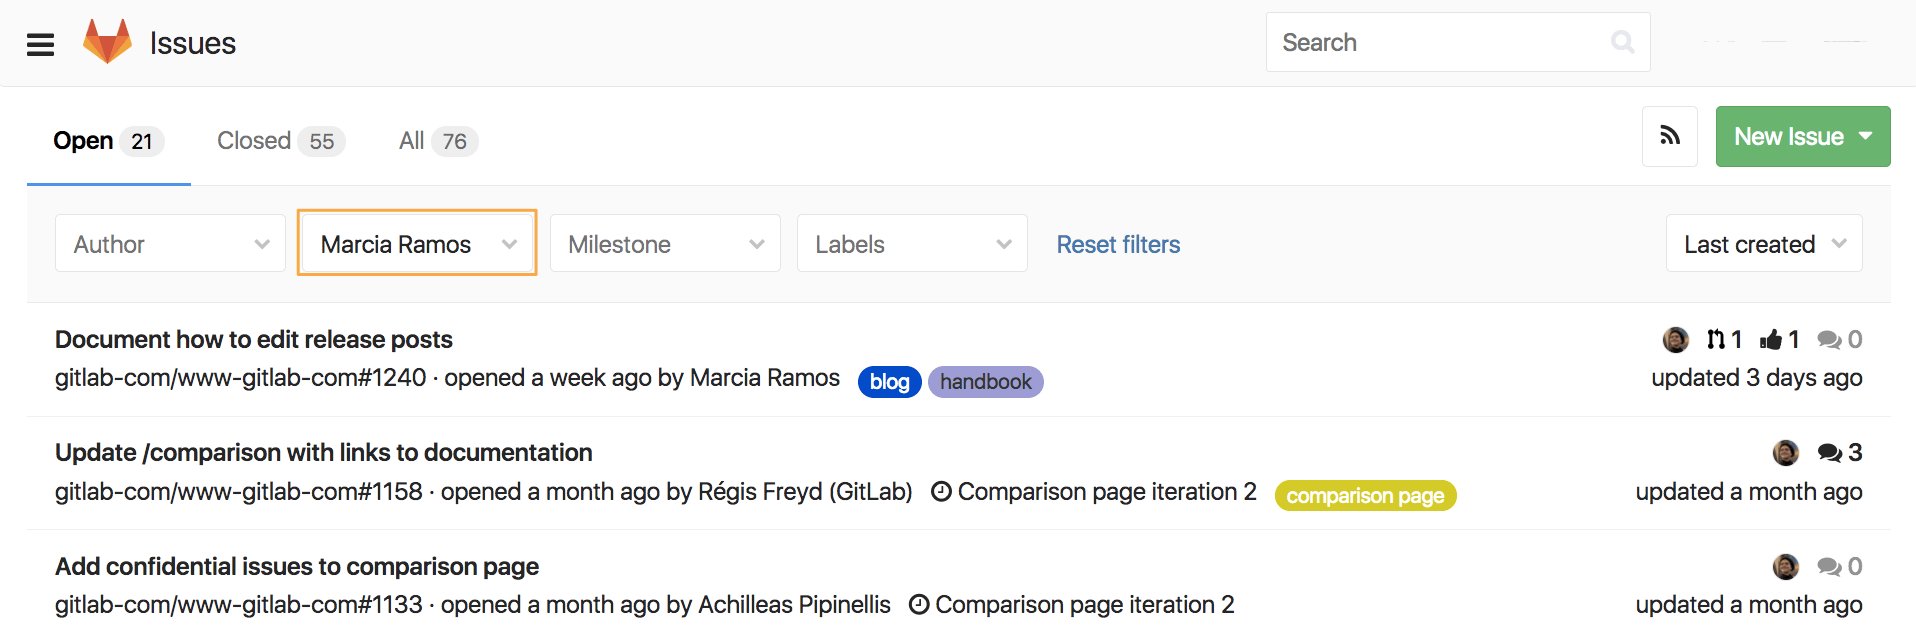 Issues
Search
Open 21 Closed 55 All 76
New Issue
Author Marcia Ramos Milestone Labels Reset filters Last created
Document how to edit release posts 1 1 0
gitlab-com/www-gitlab-com#1240 · opened a week ago by Marcia Ramos blog handbook updated 3 days ago
Update /comparison with links to documentation 3
gitlab-com/www-gitlab-com#1158 · opened a month ago by Régis Freyd (GitLab) Comparison page iteration 2 comparison page updated a month ago
Add confidential issues to comparison page 0
gitlab-com/www-gitlab-com#1133 · opened a month ago by Achilleas Pipinellis Comparison page iteration 2 updated a month ago